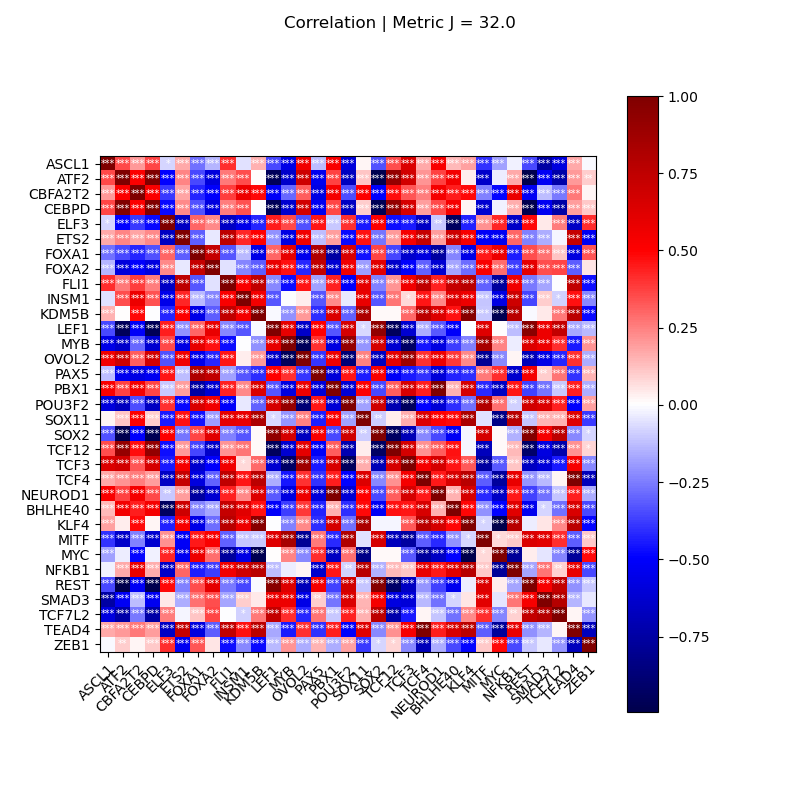 Correlation | Metric J = 32.0
ASCL1
ATF2
CBFA2T2
CEBPD
ELF3
ETS2
FOXA1
FOXA2
FLI1
INSM1
KDM5B
LEF1
MYB
OVOL2
PAX5
PBX1
POU3F2
SOX11
SOX2
TCF12
TCF3
TCF4
NEUROD1
BHLHE40
KLF4
MITF
MYC
NFKB1
REST
SMAD3
TCF7L2
TEAD4
ZEB1
ASCL1
ATF2
CBFA2T2
CEBPD
ELF3
ETS2
FOXA1
FOXA2
FLI1
INSM1
KDM5B
LEF1
MYB
OVOL2
PAX5
PBX1
POU3F2
SOX11
SOX2
TCF12
TCF3
TCF4
NEUROD1
BHLHE40
KLF4
MITF
MYC
NFKB1
REST
SMAD3
TCF7L2
TEAD4
ZEB1
1.00
0.75
0.50
0.25
0.00
−0.25
−0.50
−0.75